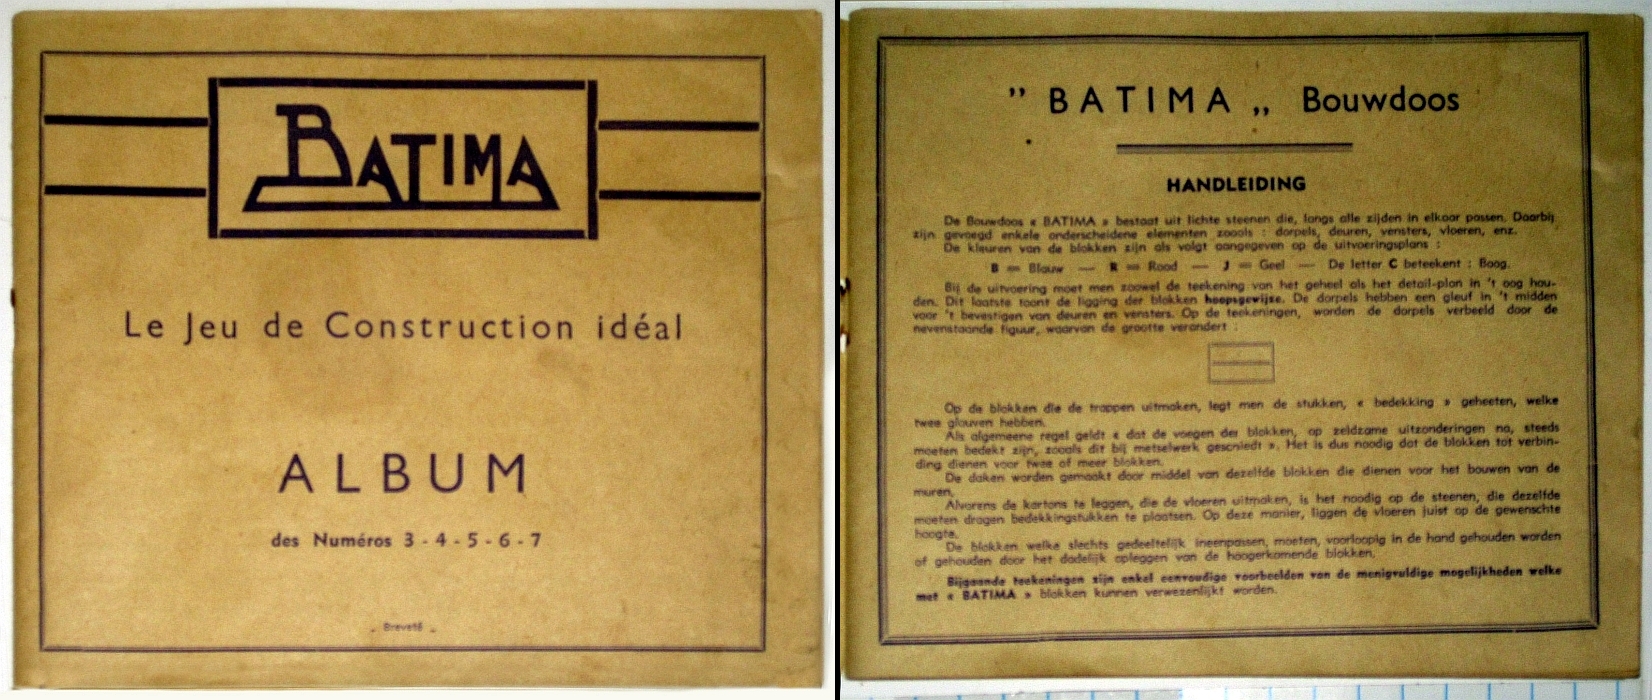 BATIMA
Le Jeu de Construction idéal
ALBUM
des Numéros 3 - 4 - 5 - 6 - 7
- Breveté -
” BATIMA „ Bouwdoos
HANDLEIDING
De Bouwdoos « BATIMA » bestaat uit lichte steenen die, langs alle zijden in elkaar passen. Daarbij
zijn gevoegd enkele onderscheidene elementen zooals : dorpels, deuren, vensters, vloeren, enz.
De kleuren van de blokken zijn als volgt aangegeven op de uitvoeringsplans :
B = Blauw — R = Rood — J = Geel — De letter C beteekent : Boog.
Bij de uitvoering moet men zoowel de teekening van het geheel als het detail-plan in 't oog hou-
den. Dit laatste toont de ligging der blokken hoopsgewijze. De dorpels hebben een gleuf in 't midden
voor 't bevestigen van deuren en vensters. Op de teekeningen, worden de dorpels verbeeld door de
nevenstaande figuur, waarvan de grootte verandert :
Op de blokken die de trappen uitmaken, legt men de stukken, « bedekking » geheeten, welke
twee gleuven hebben.
Als algemeene regel geldt « dat de voegen der blokken, op zeldzame uitzonderingen na, steeds
moeten bedekt zijn, zooals dit bij metselwerk geschiedt ». Het is dus noodig dat de blokken tot verbin-
ding dienen voor twee of meer blokken.
De daken worden gemaakt door middel van dezelfde blokken die dienen voor het bouwen van de
muren.
Alvorens de kartons te leggen, die de vloeren uitmaken, is het noodig op de steenen, die dezelfde
moeten dragen bedekkingstukken te plaatsen. Op deze manier, liggen de vloeren juist op de gewenschte
hoogte.
De blokken welke slechts gedeeltelijk ineenpassen, moeten, voorloopig in de hand gehouden worden
of gehouden door het dadelijk opleggen van de hoogerkomende blokken.
Bijgaande teekeningen zijn enkel eenvoudige voorbeelden van de menigvuldige mogelijkheden welke
met « BATIMA » blokken kunnen verwezenlijkt worden.